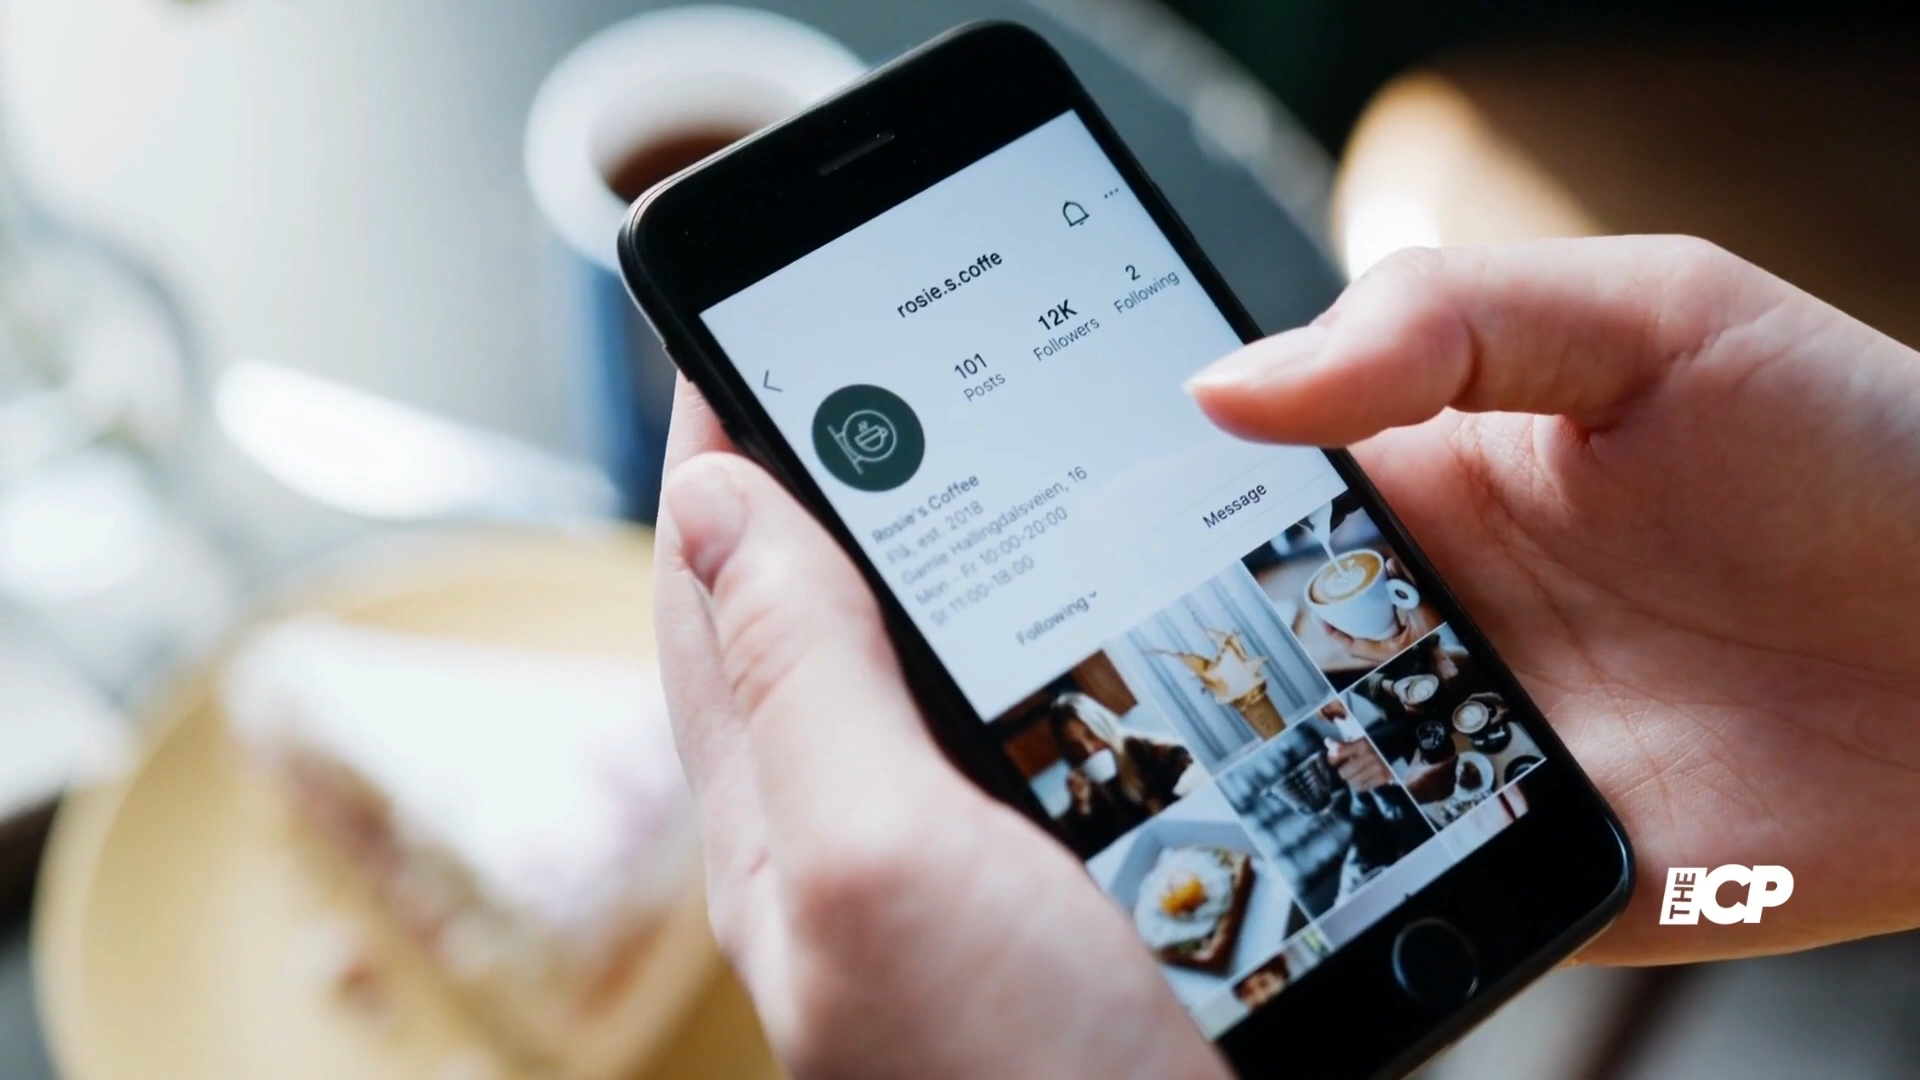 rosie.s.coffe
101
Posts
12K
Followers
2
Following
Rosie's Coffee
Flå, est. 2018
Gamle Hallingdalsveien, 16
Mon - Fr 10:00-20:00
St 11:00-18:00
Following
Message
THE ICP